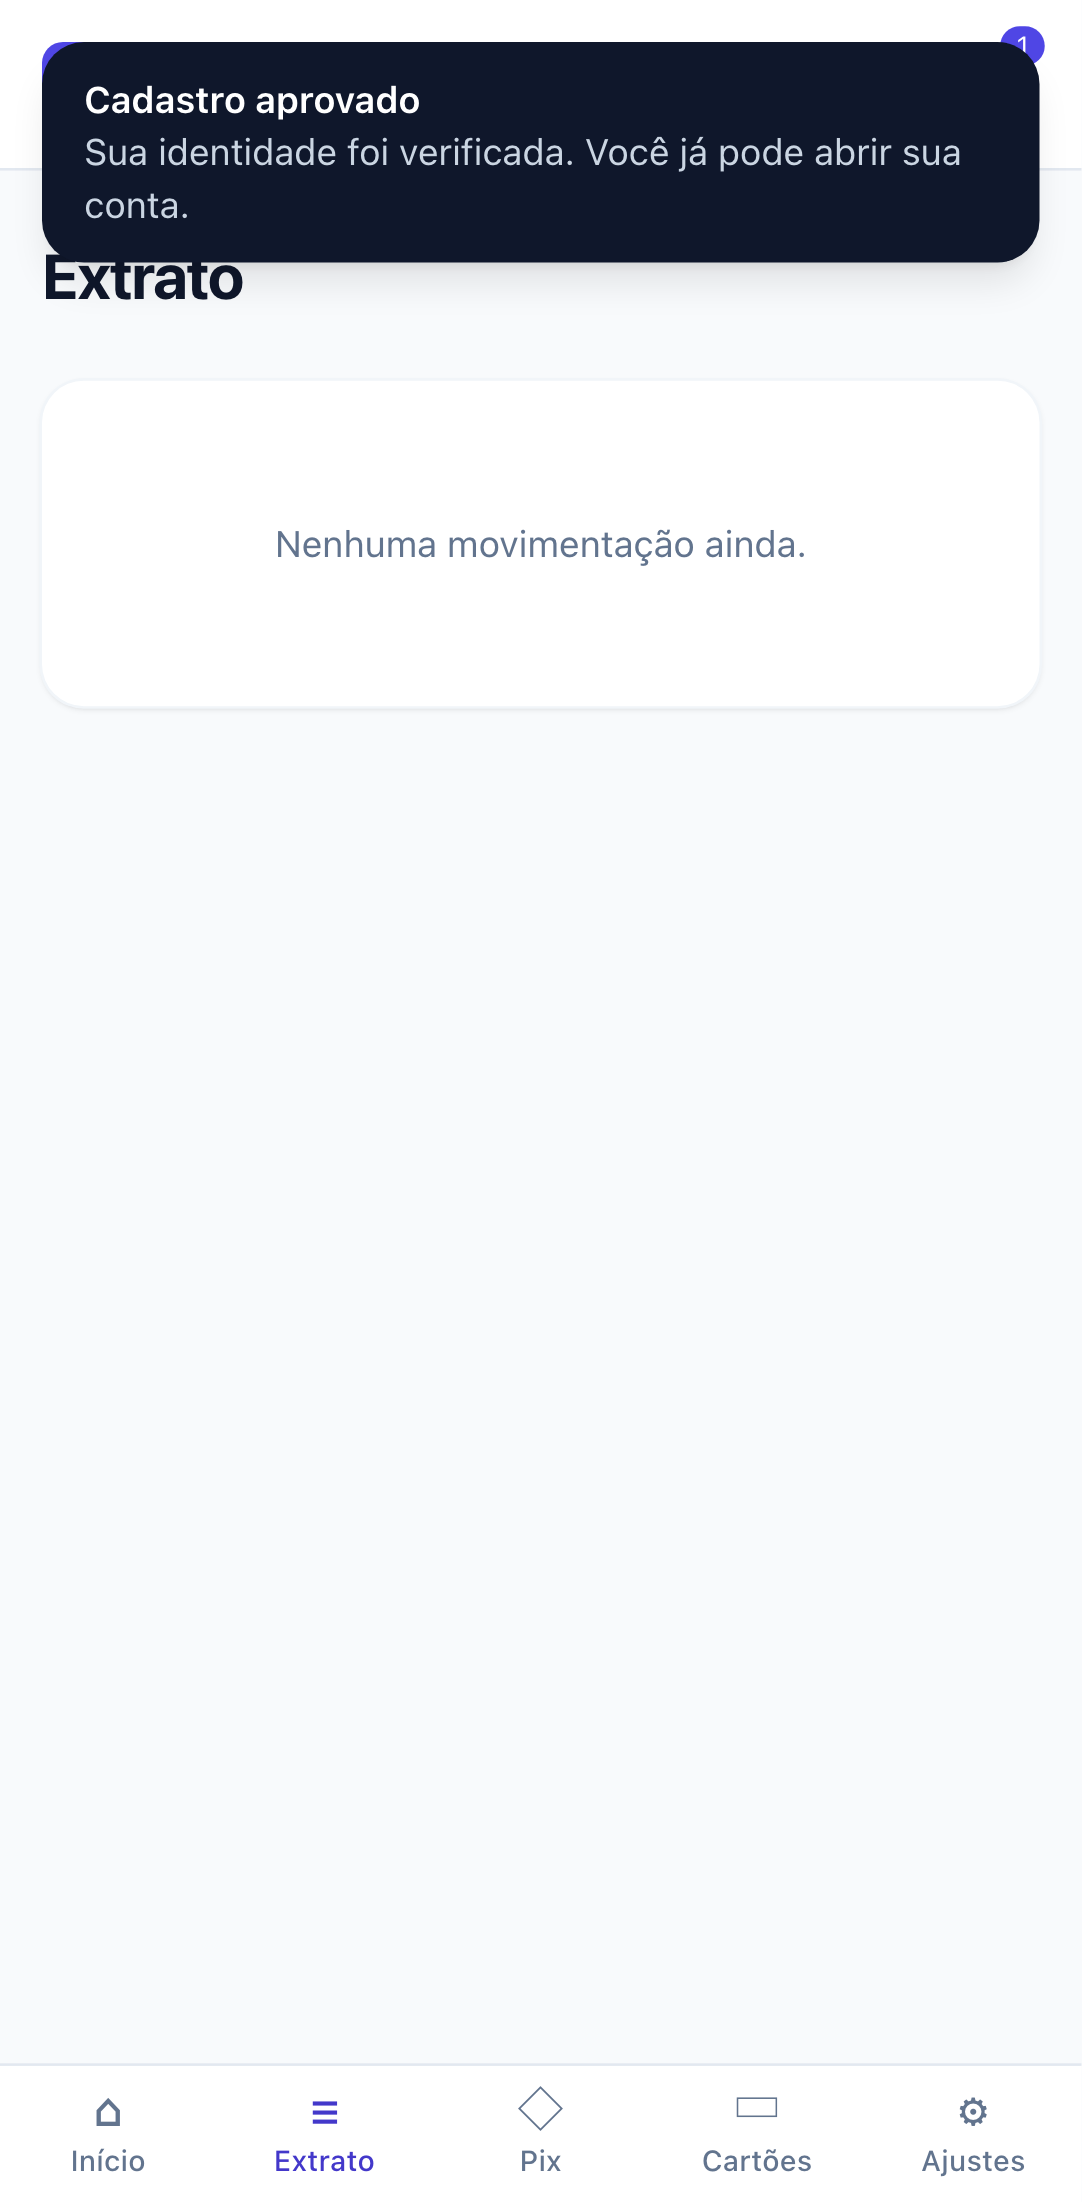 1
Cadastro aprovado
Sua identidade foi verificada. Você já pode abrir sua
conta.
Extrato
Nenhuma movimentação ainda.
Início
Extrato
Pix
Cartões
Ajustes